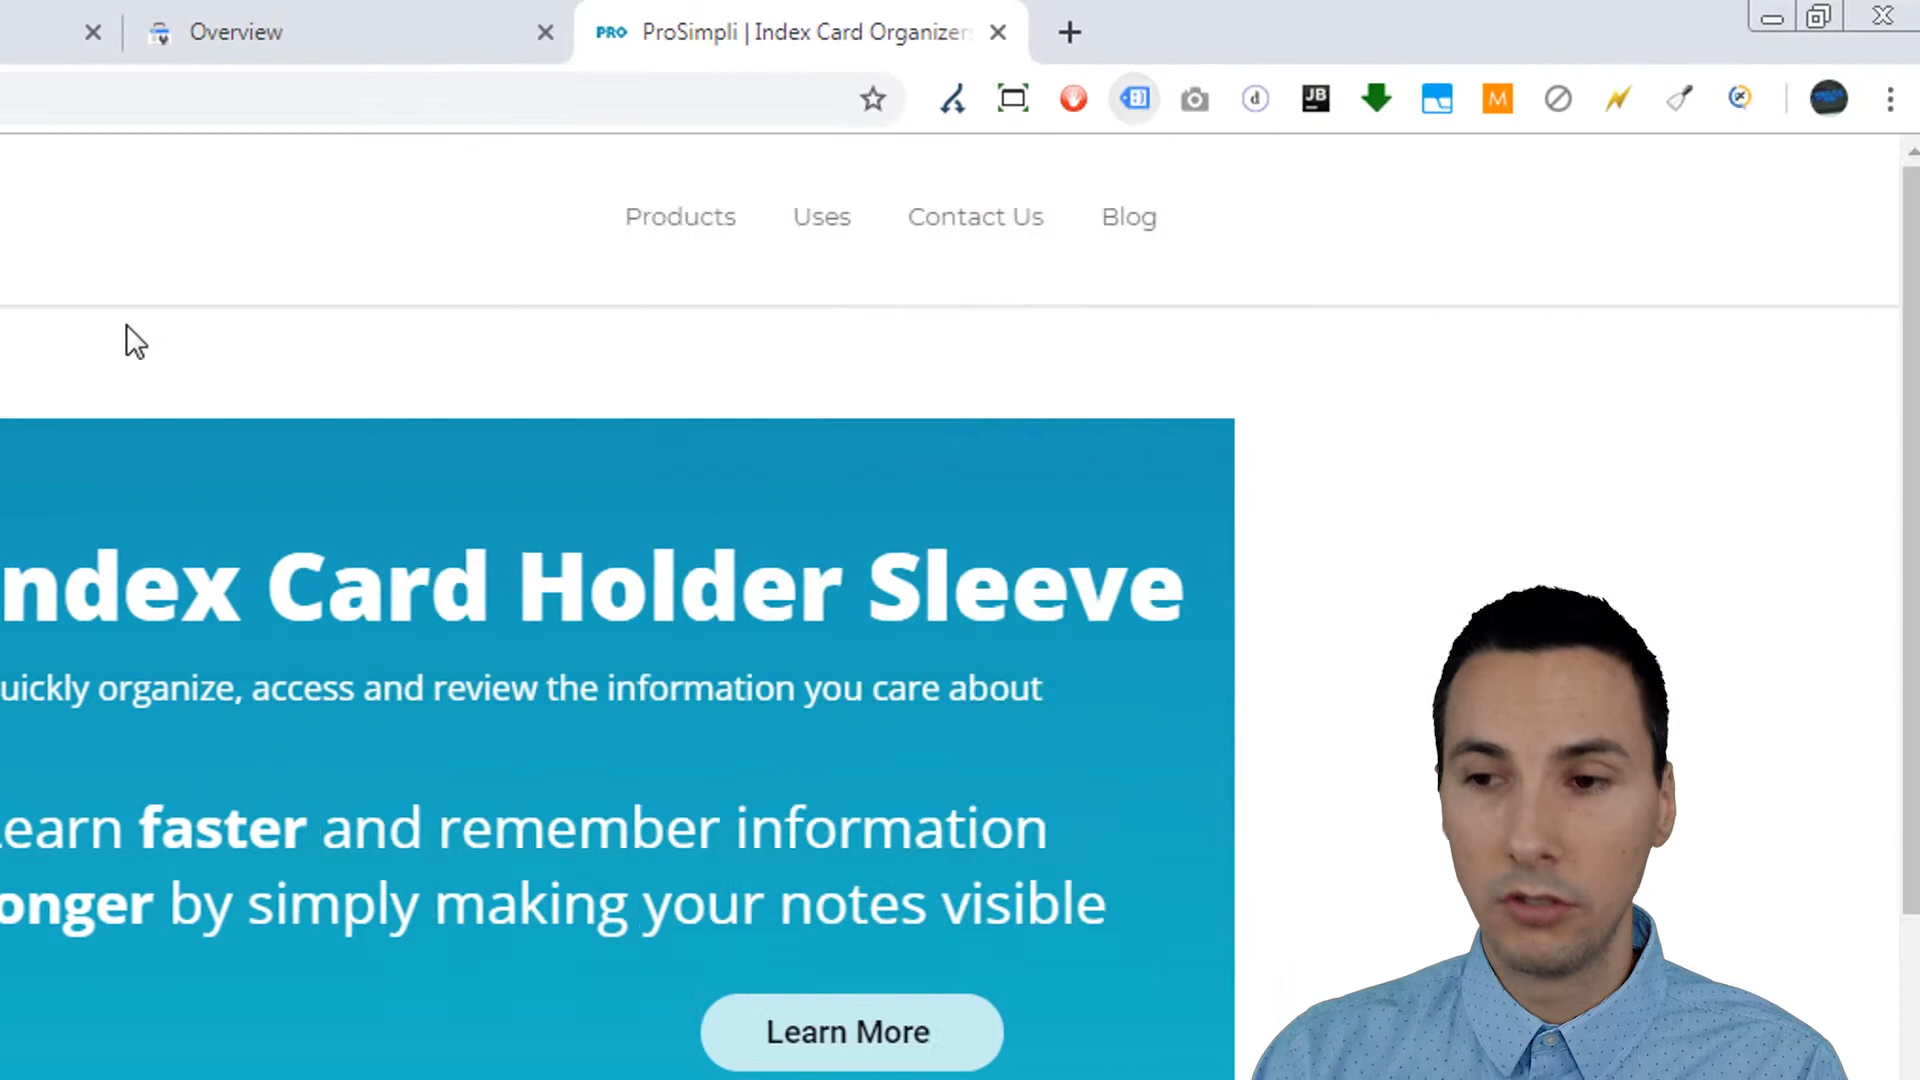 Overview
PRO ProSimpli | Index Card Organizer
JB
M
Products Uses Contact Us Blog
ndex Card Holder Sleeve
uickly organize, access and review the information you care about
earn faster and remember information
onger by simply making your notes visible
Learn More